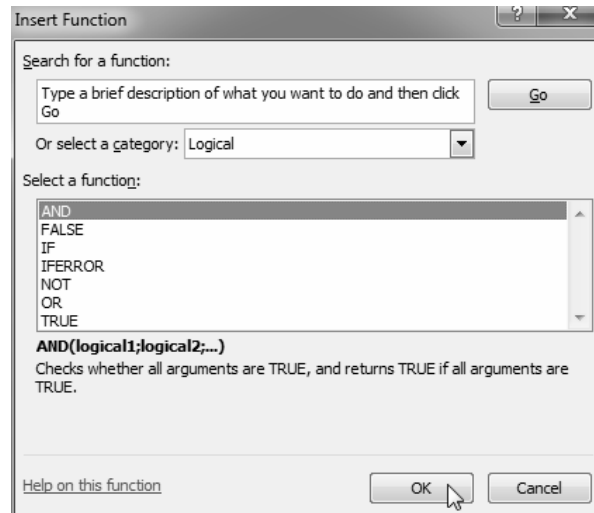 Insert Function
? X
Search for a function:
Type a brief description of what you want to do and then click
Go
Go
Or select a category: Logical
Select a function:
AND
FALSE
IF
IFERROR
NOT
OR
TRUE
AND(logical1;logical2;...)
Checks whether all arguments are TRUE, and returns TRUE if all arguments are
TRUE.
Help on this function
OK
Cancel